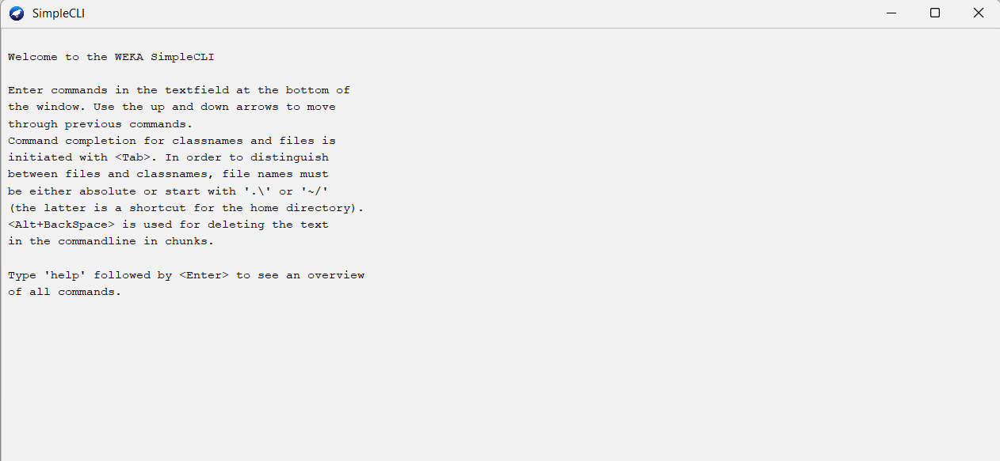 SimpleCLI
Welcome to the WEKA SimpleCLI
Enter commands in the textfield at the bottom of
the window. Use the up and down arrows to move
through previous commands.
Command completion for classnames and files is
initiated with <Tab>. In order to distinguish
between files and classnames, file names must
be either absolute or start with '.\' or '~/'
(the latter is a shortcut for the home directory).
<Alt+BackSpace> is used for deleting the text
in the commandline in chunks.
Type 'help' followed by <Enter> to see an overview
of all commands.